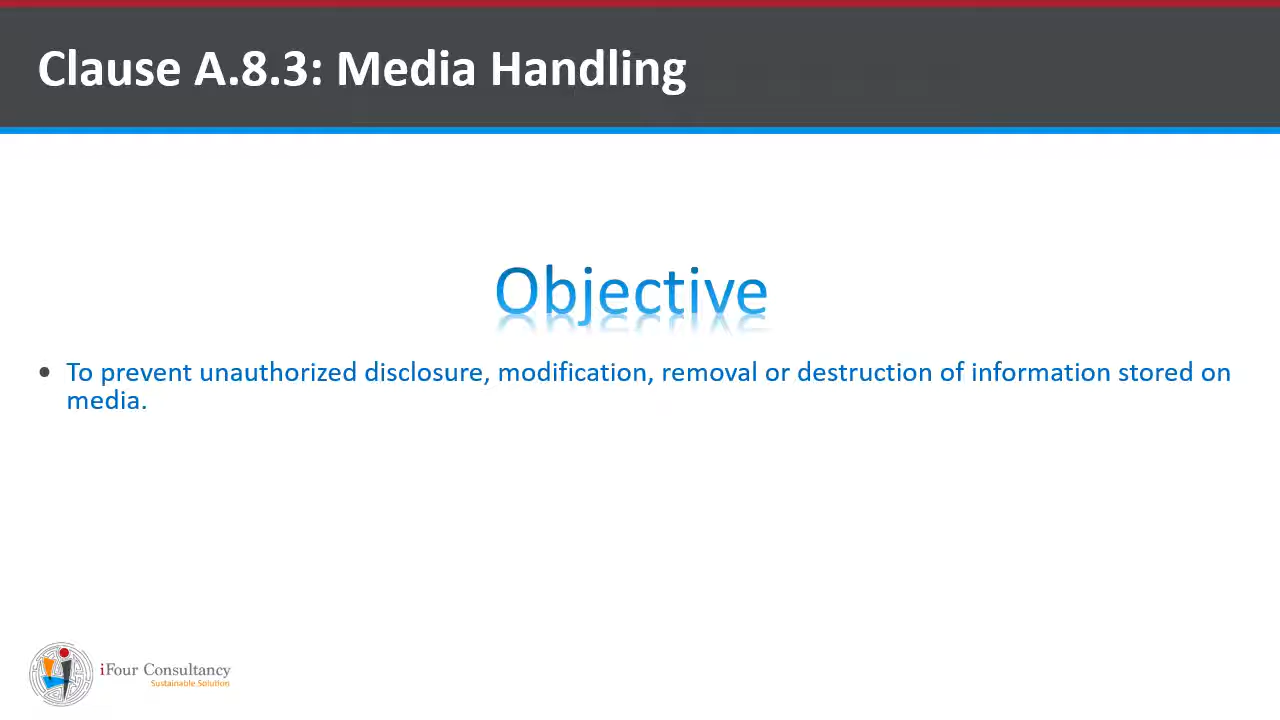 Clause A.8.3: Media Handling
Objective
• To prevent unauthorized disclosure, modification, removal or destruction of information stored on
media.
iFour Consultancy
Sustainable Solution